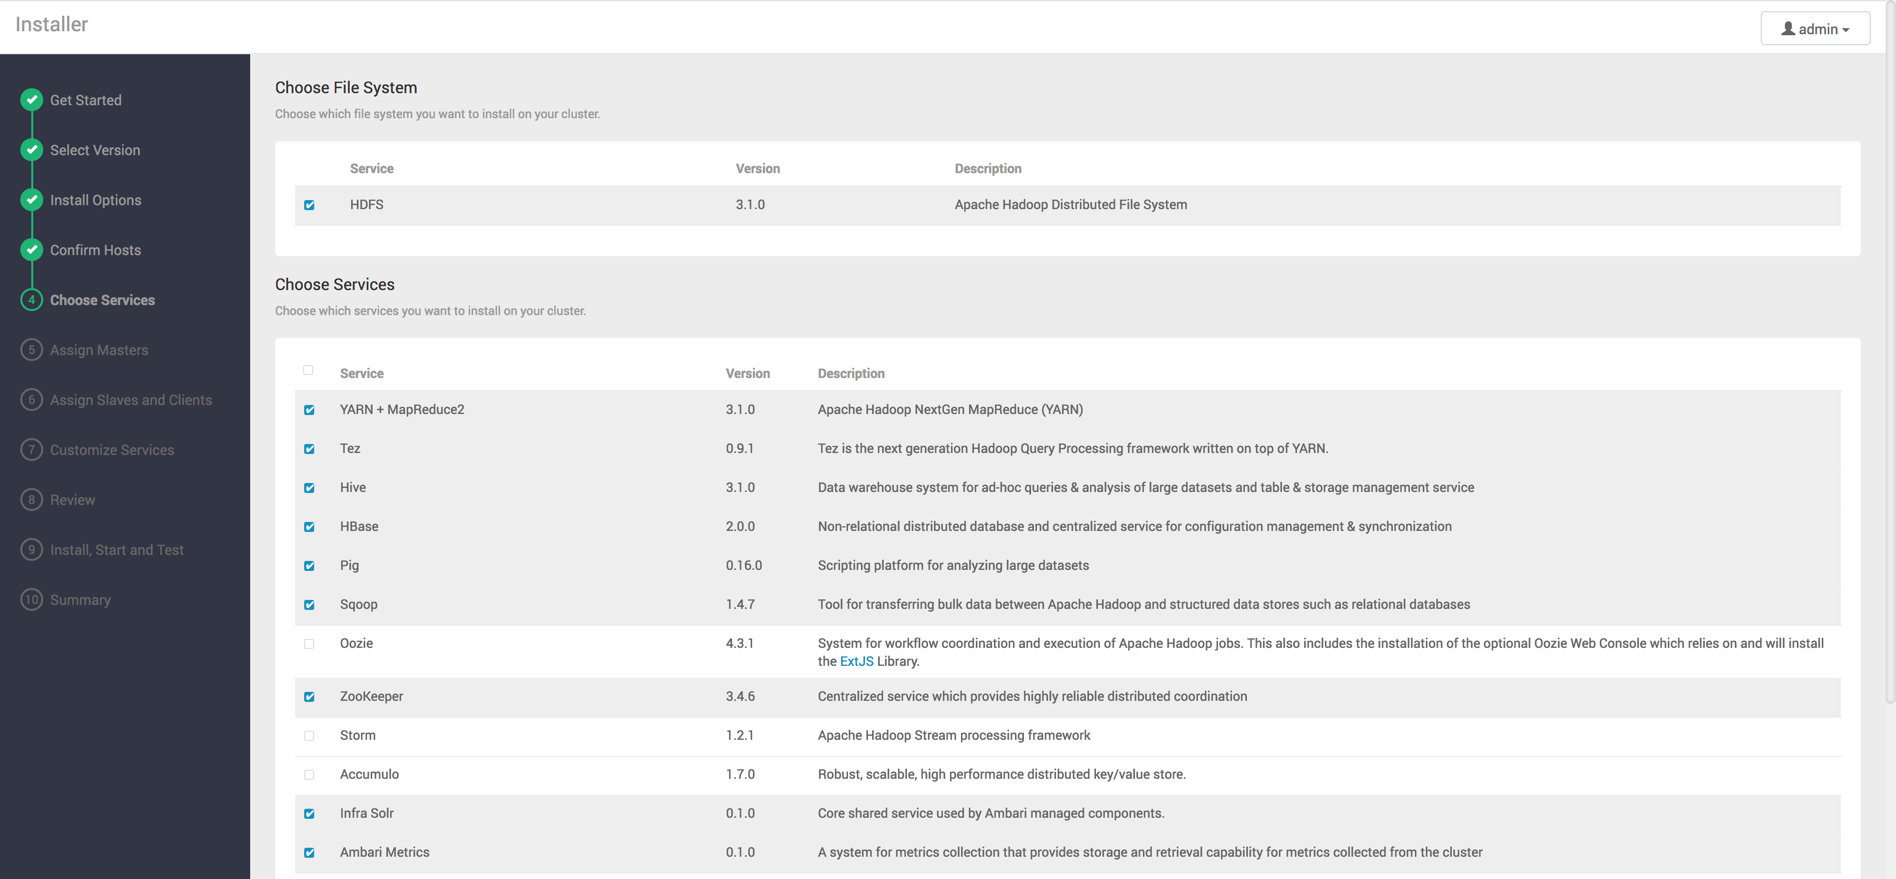 Installer
admin
Get Started
Select Version
Install Options
Confirm Hosts
4 Choose Services
5 Assign Masters
6 Assign Slaves and Clients
7 Customize Services
8 Review
9 Install, Start and Test
10 Summary
Choose File System
Choose which file system you want to install on your cluster.
Service Version Description
HDFS 3.1.0 Apache Hadoop Distributed File System
Choose Services
Choose which services you want to install on your cluster.
Service Version Description
YARN + MapReduce2 3.1.0 Apache Hadoop NextGen MapReduce (YARN)
Tez 0.9.1 Tez is the next generation Hadoop Query Processing framework written on top of YARN.
Hive 3.1.0 Data warehouse system for ad-hoc queries & analysis of large datasets and table & storage management service
HBase 2.0.0 Non-relational distributed database and centralized service for configuration management & synchronization
Pig 0.16.0 Scripting platform for analyzing large datasets
Sqoop 1.4.7 Tool for transferring bulk data between Apache Hadoop and structured data stores such as relational databases
Oozie 4.3.1 System for workflow coordination and execution of Apache Hadoop jobs. This also includes the installation of the optional Oozie Web Console which relies on and will install
the ExtJS Library.
ZooKeeper 3.4.6 Centralized service which provides highly reliable distributed coordination
Storm 1.2.1 Apache Hadoop Stream processing framework
Accumulo 1.7.0 Robust, scalable, high performance distributed key/value store.
Infra Solr 0.1.0 Core shared service used by Ambari managed components.
Ambari Metrics 0.1.0 A system for metrics collection that provides storage and retrieval capability for metrics collected from the cluster